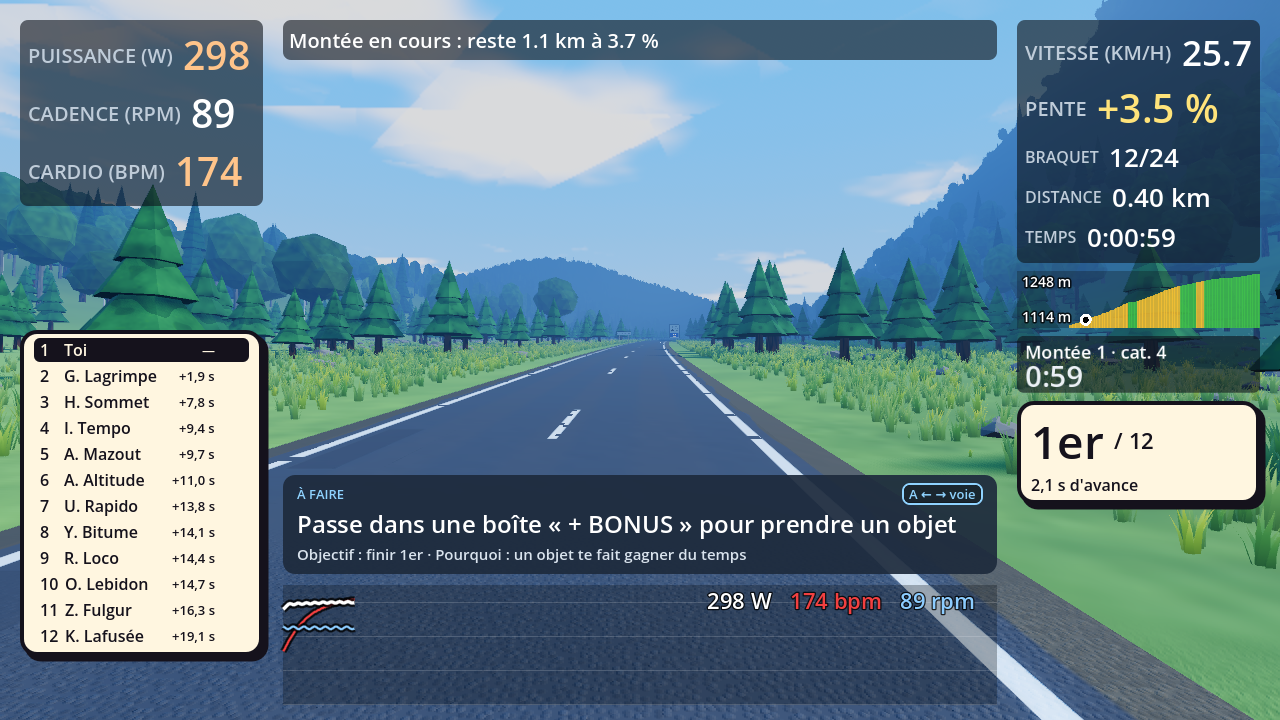 PUISSANCE (W) 298
CADENCE (RPM) 89
CARDIO (BPM) 174
Montée en cours : reste 1.1 km à 3.7 %
VITESSE (KM/H) 25.7
PENTE +3.5 %
BRAQUET 12/24
DISTANCE 0.40 km
TEMPS 0:00:59
1248 m
1114 m
Montée 1 · cat. 4
0:59
1er / 12
2,1 s d'avance
1 Toi —
2 G. Lagrimpe +1,9 s
3 H. Sommet +7,8 s
4 I. Tempo +9,4 s
5 A. Mazout +9,7 s
6 A. Altitude +11,0 s
7 U. Rapido +13,8 s
8 Y. Bitume +14,1 s
9 R. Loco +14,4 s
10 O. Lebidon +14,7 s
11 Z. Fulgur +16,3 s
12 K. Lafusée +19,1 s
À FAIRE
A ← → voie
Passe dans une boîte « + BONUS » pour prendre un objet
Objectif : finir 1er · Pourquoi : un objet te fait gagner du temps
298 W 174 bpm 89 rpm